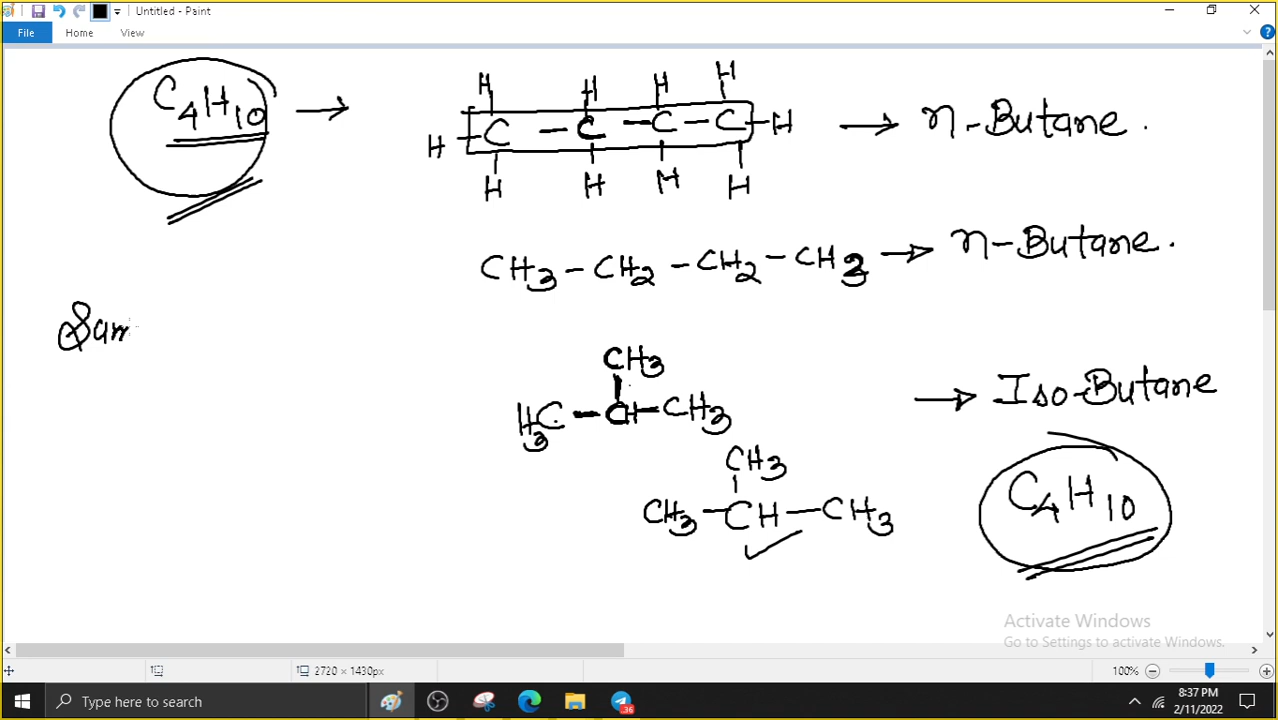 Untitled - Paint
File Home View
C4H10 →
H H H H
H - C - C - C - C - H → n-Butane.
H H H H
CH3 - CH2 - CH2 - CH3 → n-Butane.
Sam
CH3
H3C - CH - CH3 → Iso-Butane
CH3
CH3 - CH - CH3
C4H10
Activate Windows
Go to Settings to activate Windows.
2720 × 1430px 100%
Type here to search
36
8:37 PM
2/11/2022